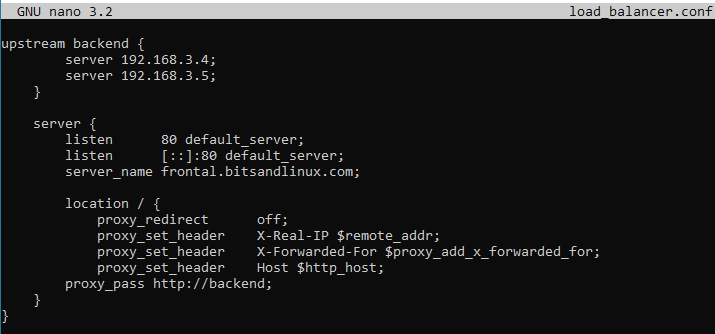 GNU nano 3.2 load_balancer.conf
upstream backend {
        server 192.168.3.4;
        server 192.168.3.5;
    }
    server {
        listen      80 default_server;
        listen      [::]:80 default_server;
        server_name frontal.bitsandlinux.com;
        location / {
            proxy_redirect      off;
            proxy_set_header    X-Real-IP $remote_addr;
            proxy_set_header    X-Forwarded-For $proxy_add_x_forwarded_for;
            proxy_set_header    Host $http_host;
        proxy_pass http://backend;
    }
}